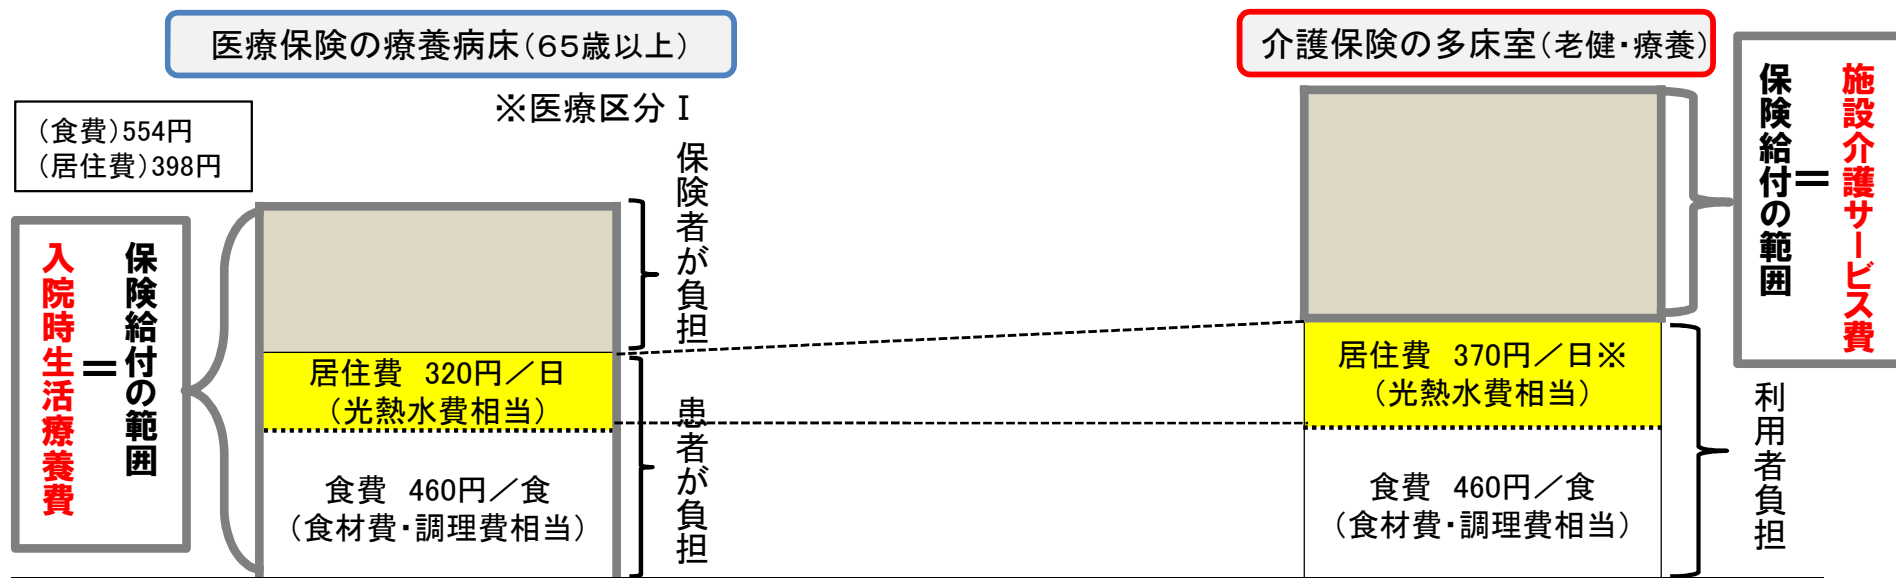 医療保険の療養病床（65歳以上）
※医療区分Ⅰ
（食費）554円
（居住費）398円
保険給付の範囲
＝
入院時生活療養費
保険者が負担
居住費　320円／日
（光熱水費相当）
食費　460円／食
（食材費・調理費相当）
患者が負担
介護保険の多床室（老健・療養）
施設介護サービス費
＝
保険給付の範囲
居住費　370円／日※
（光熱水費相当）
食費　460円／食
（食材費・調理費相当）
利用者負担